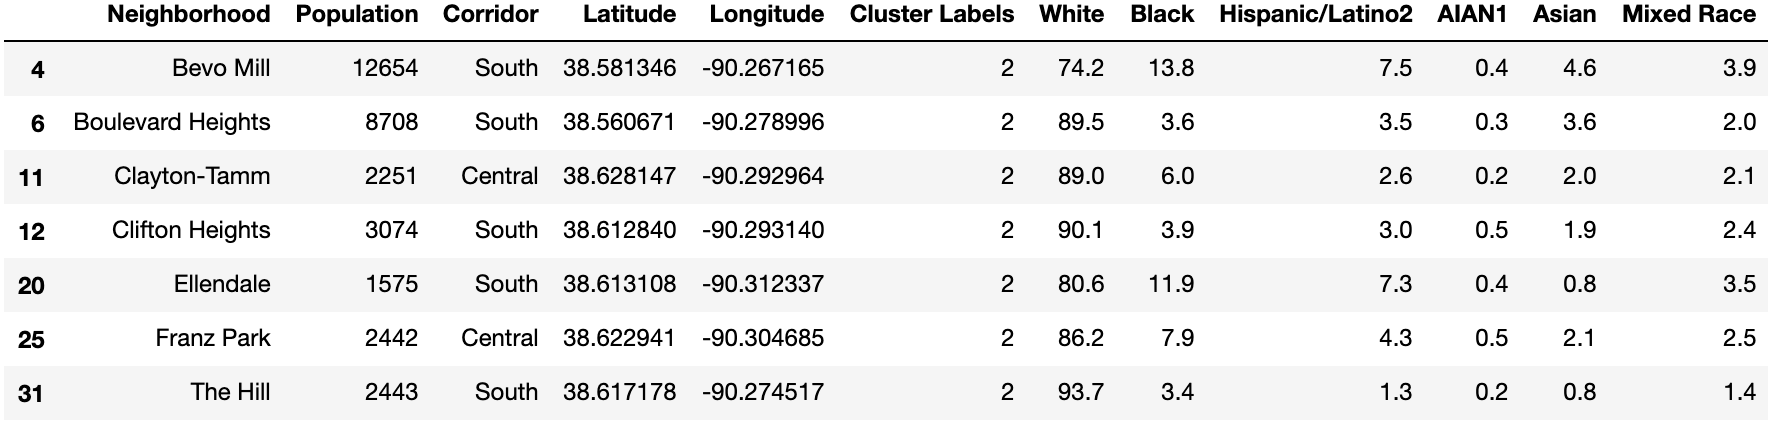 Neighborhood Population Corridor Latitude Longitude Cluster Labels White Black Hispanic/Latino2 AIAN1 Asian Mixed Race
4 Bevo Mill 12654 South 38.581346 -90.267165 2 74.2 13.8 7.5 0.4 4.6 3.9
6 Boulevard Heights 8708 South 38.560671 -90.278996 2 89.5 3.6 3.5 0.3 3.6 2.0
11 Clayton-Tamm 2251 Central 38.628147 -90.292964 2 89.0 6.0 2.6 0.2 2.0 2.1
12 Clifton Heights 3074 South 38.612840 -90.293140 2 90.1 3.9 3.0 0.5 1.9 2.4
20 Ellendale 1575 South 38.613108 -90.312337 2 80.6 11.9 7.3 0.4 0.8 3.5
25 Franz Park 2442 Central 38.622941 -90.304685 2 86.2 7.9 4.3 0.5 2.1 2.5
31 The Hill 2443 South 38.617178 -90.274517 2 93.7 3.4 1.3 0.2 0.8 1.4